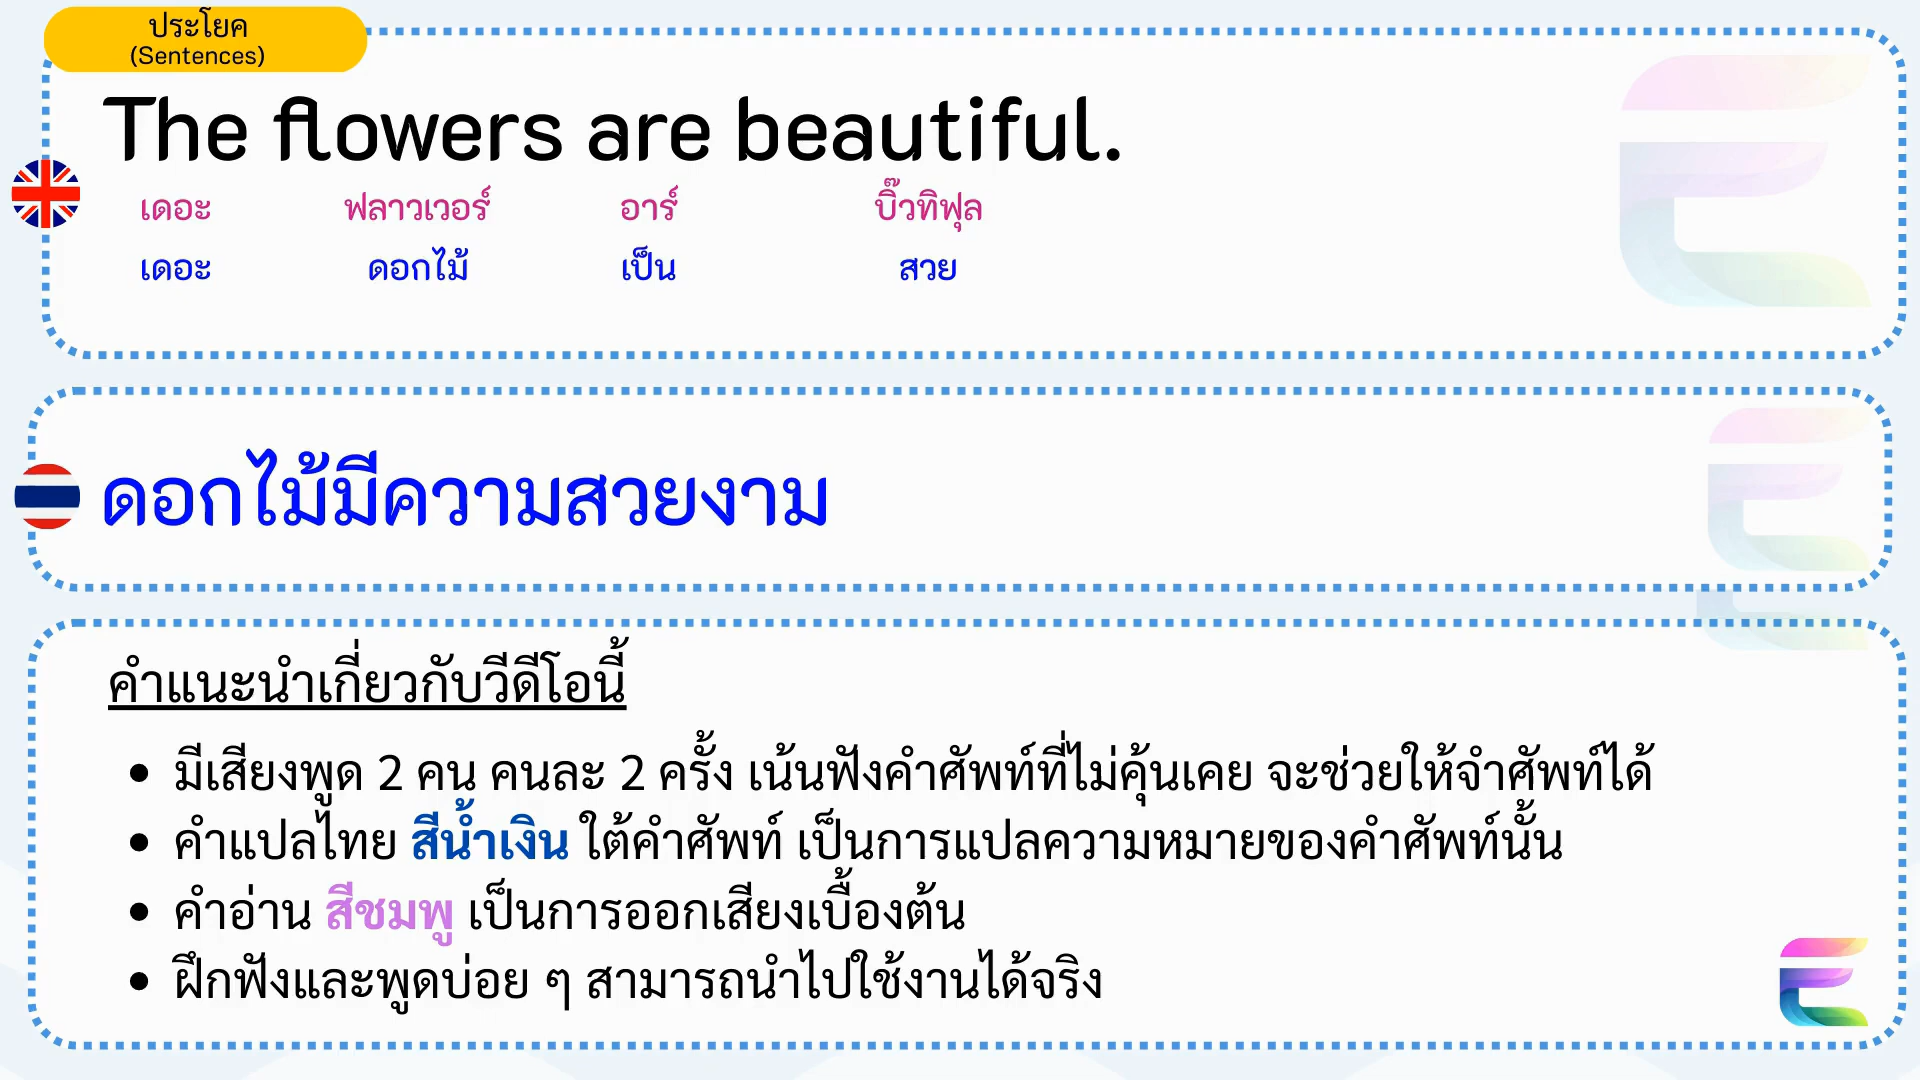 ประโยค
(Sentences)
The flowers are beautiful.
เดอะ ฟลาวเวอร์ อาร์ บิ๊วทิฟุล
เดอะ ดอกไม้ เป็น สวย
ดอกไม้มีความสวยงาม
คำแนะนำเกี่ยวกับวีดีโอนี้
• มีเสียงพูด 2 คน คนละ 2 ครั้ง เน้นฟังคำศัพท์ที่ไม่คุ้นเคย จะช่วยให้จำศัพท์ได้
• คำแปลไทย สีน้ำเงิน ใต้คำศัพท์ เป็นการแปลความหมายของคำศัพท์นั้น
• คำอ่าน สีชมพู เป็นการออกเสียงเบื้องต้น
• ฝึกฟังและพูดบ่อย ๆ สามารถนำไปใช้งานได้จริง